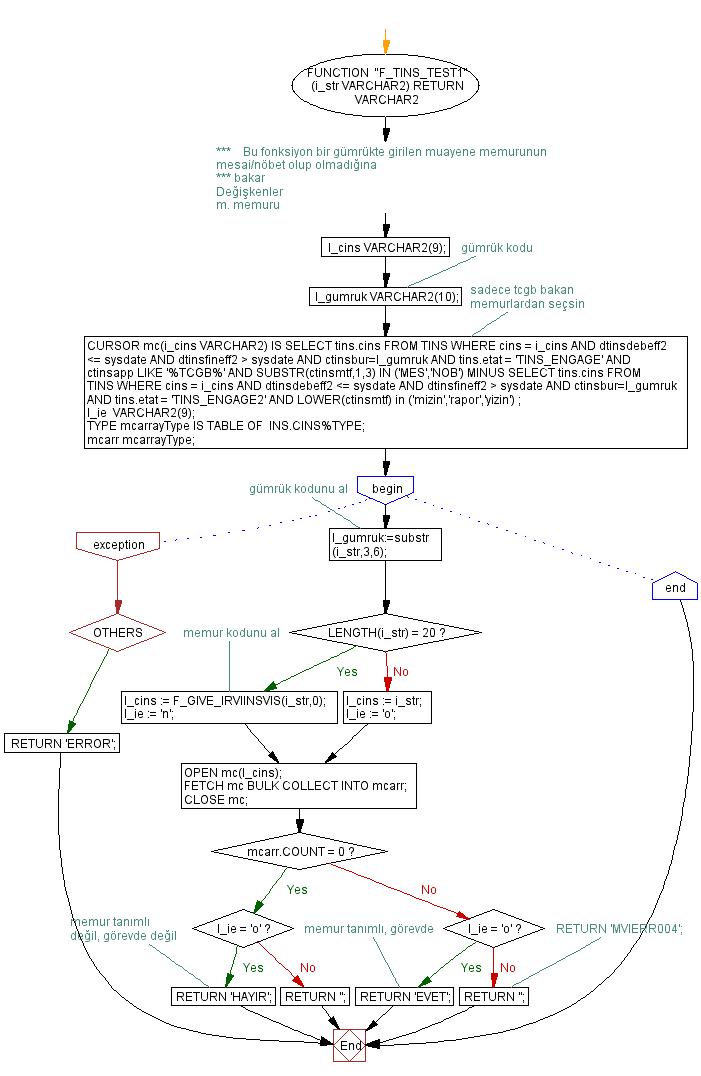 FUNCTION "F_TINS_TEST1"
(i_str VARCHAR2) RETURN
VARCHAR2
*** Bu fonksiyon bir gümrükte girilen muayene memurunun
mesai/nöbet olup olmadığına
*** bakar
Değişkenler
m. memuru
l_cins VARCHAR2(9);
gümrük kodu
l_gumruk VARCHAR2(10);
sadece tcgb bakan
memurlardan seçsin
CURSOR mc(i_cins VARCHAR2) IS SELECT tins.cins FROM TINS WHERE cins = i_cins AND dtinsdebeff2
<= sysdate AND dtinsfineff2 > sysdate AND ctinsbur=l_gumruk AND tins.etat = 'TINS_ENGAGE' AND
ctinsapp LIKE '%TCGB%' AND SUBSTR(ctinsmtf,1,3) IN ('MES','NOB') MINUS SELECT tins.cins FROM
TINS WHERE cins = i_cins AND dtinsdebeff2 <= sysdate AND dtinsfineff2 > sysdate AND ctinsbur=l_gumruk
AND tins.etat = 'TINS_ENGAGE2' AND LOWER(ctinsmtf) in ('mizin','rapor','yizin') ;
l_ie VARCHAR2(9);
TYPE mcarrayType IS TABLE OF INS.CINS%TYPE;
mcarr mcarrayType;
begin
gümrük kodunu al
exception
l_gumruk:=substr
(i_str,3,6);
end
OTHERS
memur kodunu al
LENGTH(i_str) = 20 ?
Yes
No
l_cins := F_GIVE_IRVIINSVIS(i_str,0);
l_ie := 'n';
l_cins := i_str;
l_ie := 'o';
RETURN 'ERROR';
OPEN mc(l_cins);
FETCH mc BULK COLLECT INTO mcarr;
CLOSE mc;
mcarr.COUNT = 0 ?
Yes
No
memur tanımlı
değil, görevde değil
l_ie = 'o' ?
memur tanımlı, görevde
l_ie = 'o' ?
RETURN 'MVIERR004';
Yes
No
Yes
No
RETURN 'HAYIR';
RETURN '';
RETURN 'EVET';
RETURN '';
End